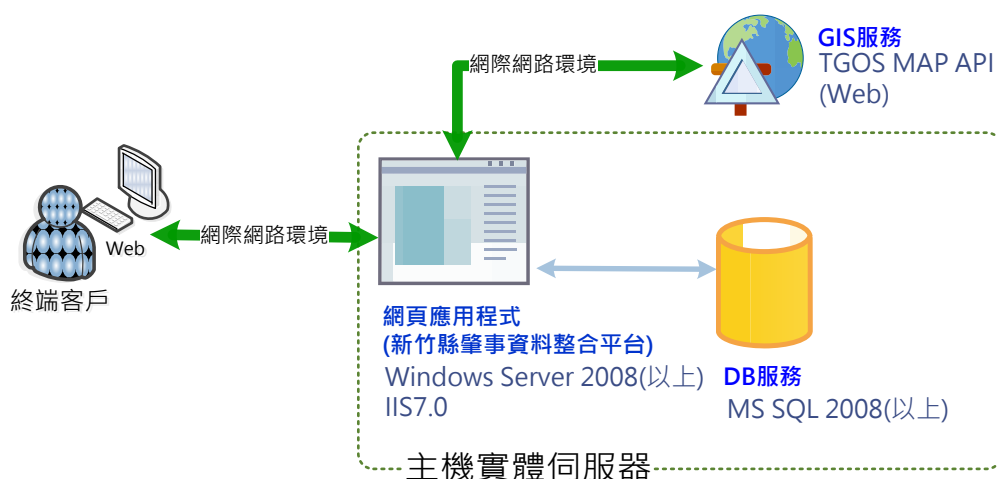 GIS服務
TGOS MAP API
(Web)
網際網路環境
Web
網際網路環境
終端客戶
網頁應用程式
(新竹縣肇事資料整合平台)
Windows Server 2008(以上)
IIS7.0
DB服務
MS SQL 2008(以上)
主機實體伺服器